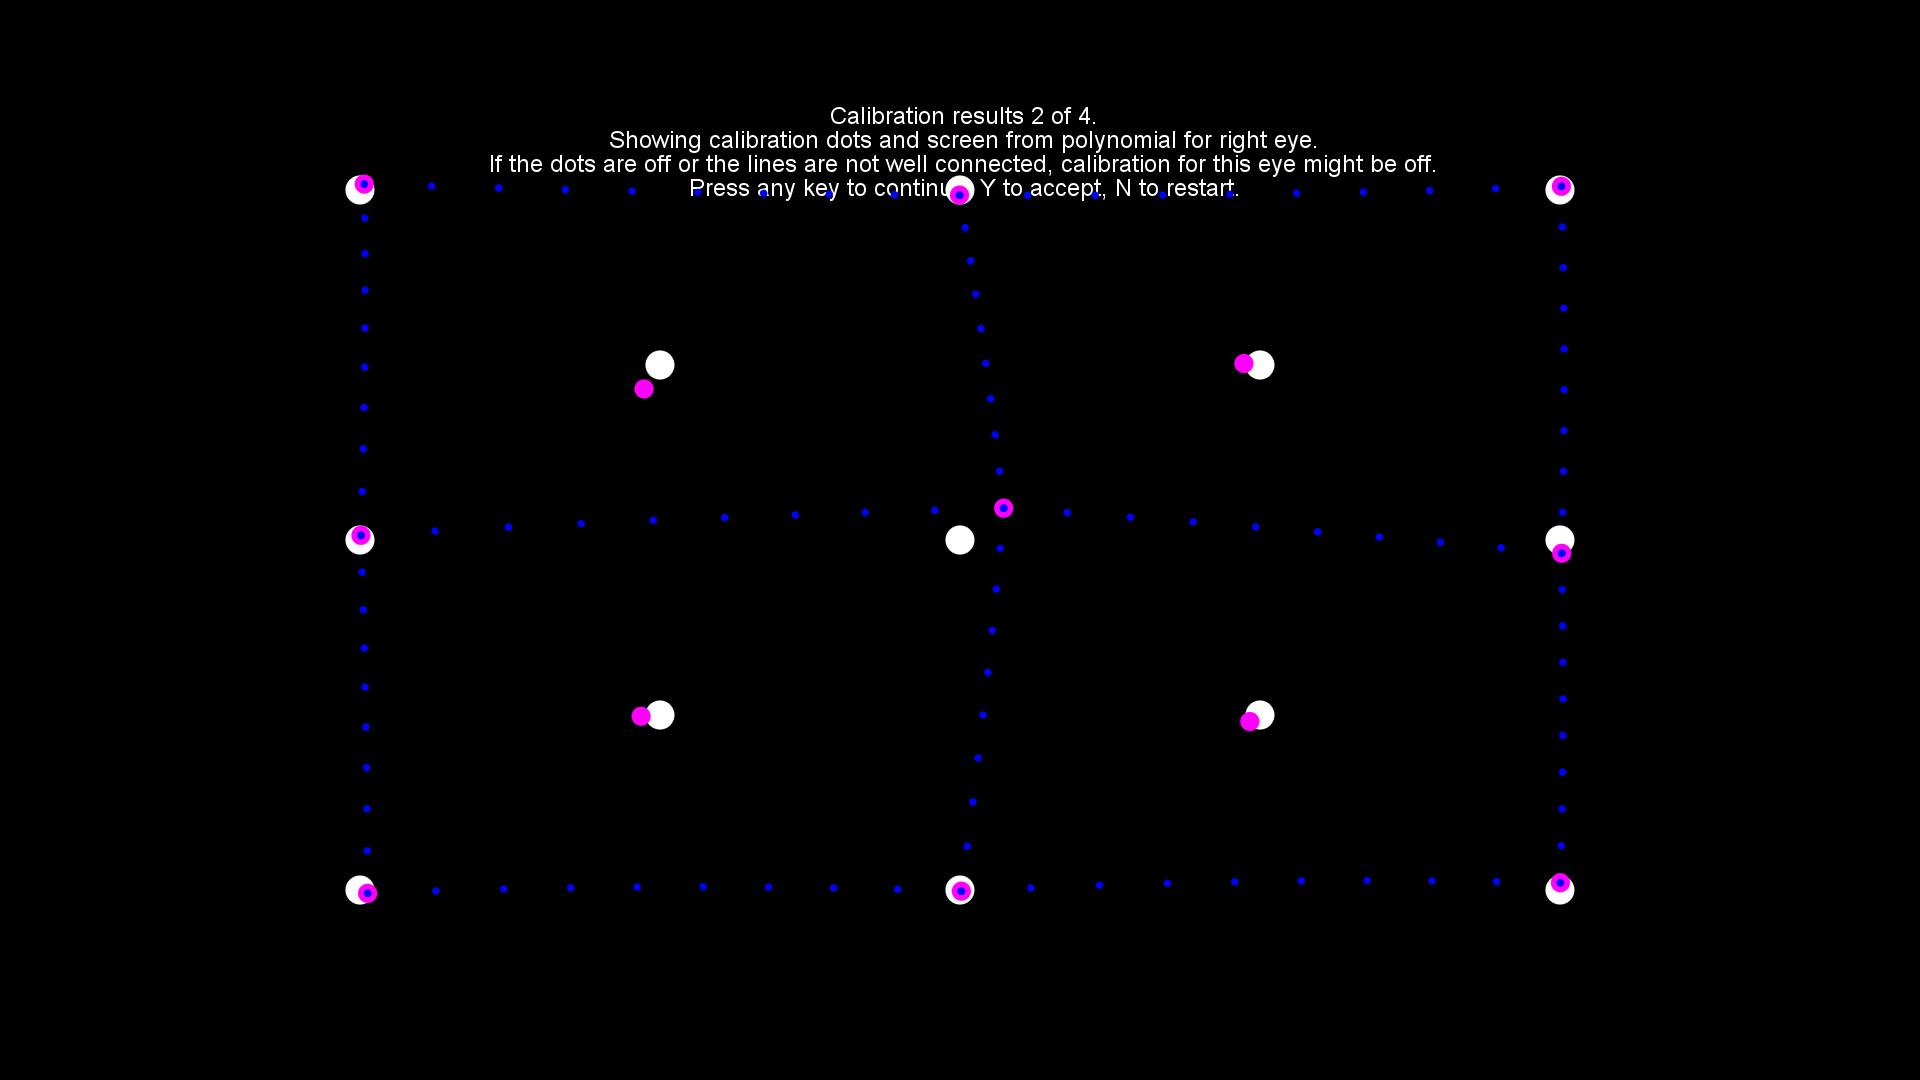 Calibration results 2 of 4.
Showing calibration dots and screen from polynomial for right eye.
If the dots are off or the lines are not well connected, calibration for this eye might be off.
Press any key to continue, Y to accept, N to restart.